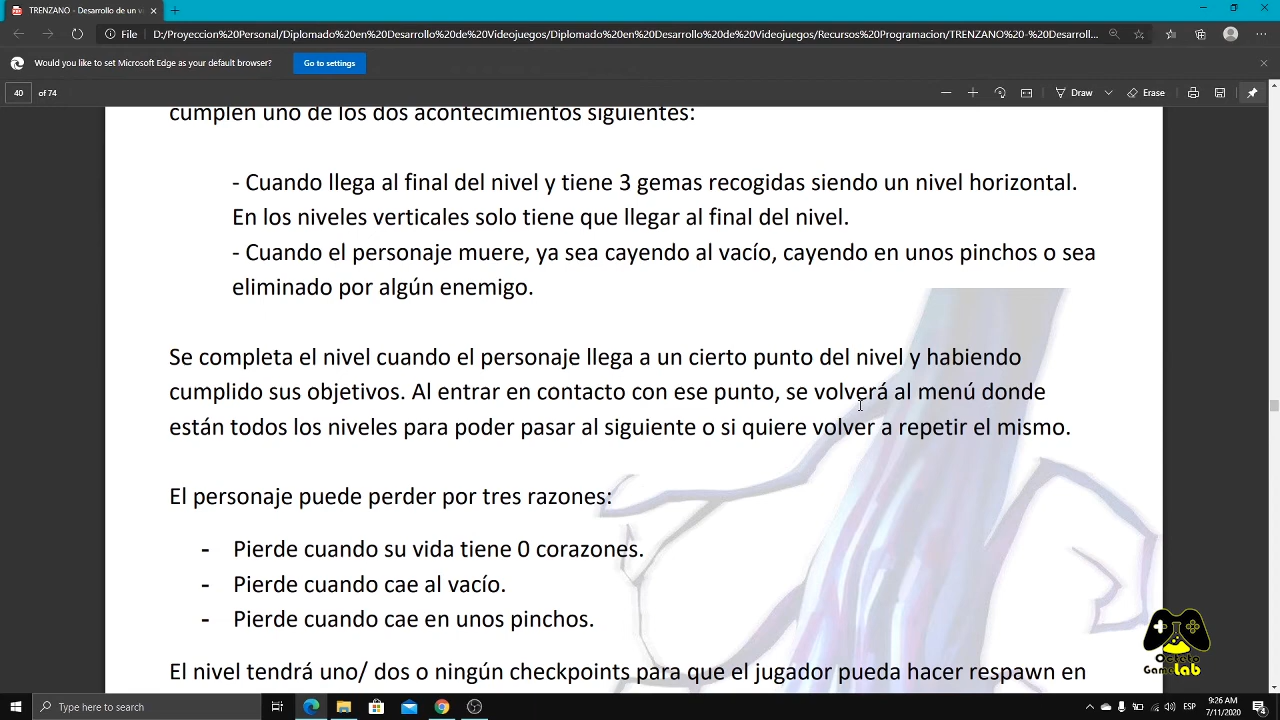 TRENZANO - Desarrollo de un v
File
D:/Proyeccion%20Personal/Diplomado%20en%20Desarrollo%20de%20Videojuegos/Diplomado%20en%20Desarrollo%20de%20Videojuegos/Recursos%20Programacion/TRENZANO%20-%20Desarroll...
Would you like to set Microsoft Edge as your default browser?
Go to settings
40 of 74
Draw
Erase
cumplen uno de los dos acontecimientos siguientes:
- Cuando llega al final del nivel y tiene 3 gemas recogidas siendo un nivel horizontal.
En los niveles verticales solo tiene que llegar al final del nivel.
- Cuando el personaje muere, ya sea cayendo al vacío, cayendo en unos pinchos o sea
eliminado por algún enemigo.
Se completa el nivel cuando el personaje llega a un cierto punto del nivel y habiendo
cumplido sus objetivos. Al entrar en contacto con ese punto, se volverá al menú donde
están todos los niveles para poder pasar al siguiente o si quiere volver a repetir el mismo.
El personaje puede perder por tres razones:
- Pierde cuando su vida tiene 0 corazones.
- Pierde cuando cae al vacío.
- Pierde cuando cae en unos pinchos.
El nivel tendrá uno/ dos o ningún checkpoints para que el jugador pueda hacer respawn en
Octeto
Gamelab
Type here to search
ESP
9:26 AM
7/11/2020
4